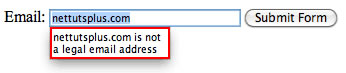 Email: nettutsplus.com Submit Form
nettutsplus.com is not
a legal email address